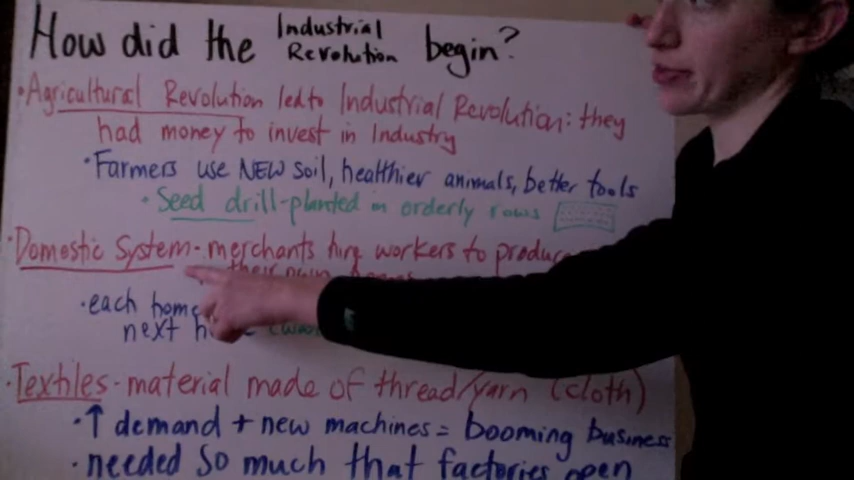 How did the Industrial Revolution begin?
• Agricultural Revolution led to Industrial Revolution: they
had money to invest in Industry
• Farmers use NEW soil, healthier animals, better tools
• Seed drill-planted in orderly rows
• Domestic System - merchants hire workers to produce
their own
• each home
next
• Textiles - material made of thread/yarn (cloth)
• ↑ demand + new machines = booming business
• needed so much that factories open